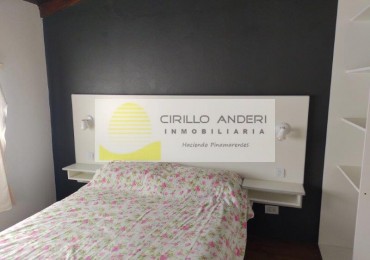 CIRILLO ANDERI
INMOBILIARIA
Haciendo Pinamarenses